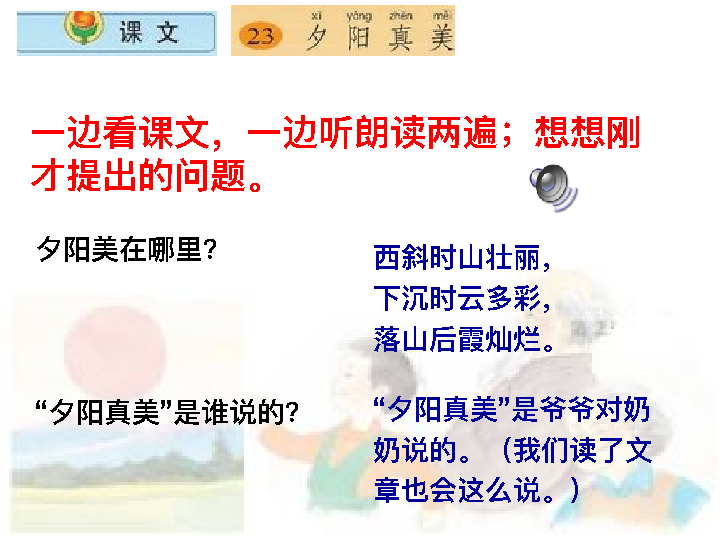 课 文
xī yáng zhēn měi
23 夕 阳 真 美
一边看课文，一边听朗读两遍；想想刚
才提出的问题。
夕阳美在哪里?
西斜时山壮丽，
下沉时云多彩，
落山后霞灿烂。
“夕阳真美”是谁说的?
“夕阳真美”是爷爷对奶
奶说的。（我们读了文
章也会这么说。）